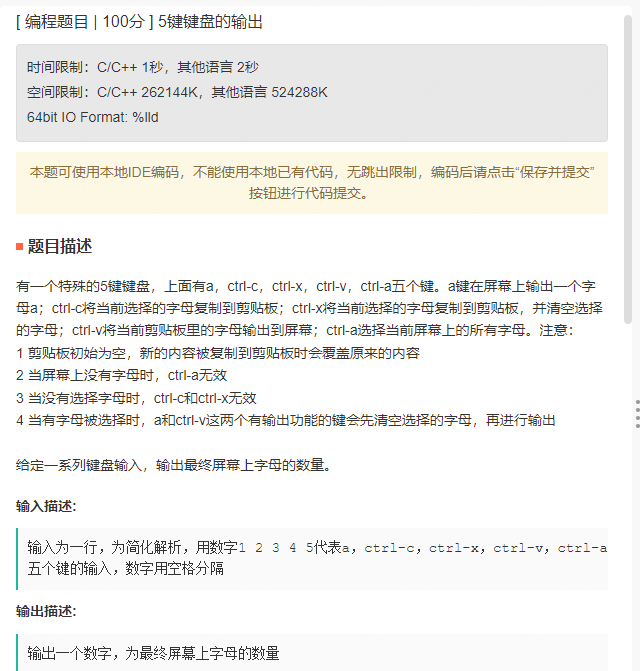 [ 编程题目 | 100分 ] 5键键盘的输出
时间限制：C/C++ 1秒，其他语言 2秒
空间限制：C/C++ 262144K，其他语言 524288K
64bit IO Format: %lld
本题可使用本地IDE编码，不能使用本地已有代码，无跳出限制，编码后请点击“保存并提交”
按钮进行代码提交。
题目描述
有一个特殊的5键键盘，上面有a，ctrl-c，ctrl-x，ctrl-v，ctrl-a五个键。a键在屏幕上输出一个字
母a；ctrl-c将当前选择的字母复制到剪贴板；ctrl-x将当前选择的字母复制到剪贴板，并清空选择
的字母；ctrl-v将当前剪贴板里的字母输出到屏幕；ctrl-a选择当前屏幕上的所有字母。注意：
1 剪贴板初始为空，新的内容被复制到剪贴板时会覆盖原来的内容
2 当屏幕上没有字母时，ctrl-a无效
3 当没有选择字母时，ctrl-c和ctrl-x无效
4 当有字母被选择时，a和ctrl-v这两个有输出功能的键会先清空选择的字母，再进行输出
给定一系列键盘输入，输出最终屏幕上字母的数量。
输入描述:
输入为一行，为简化解析，用数字1 2 3 4 5代表a，ctrl-c，ctrl-x，ctrl-v，ctrl-a
五个键的输入，数字用空格分隔
输出描述:
输出一个数字，为最终屏幕上字母的数量